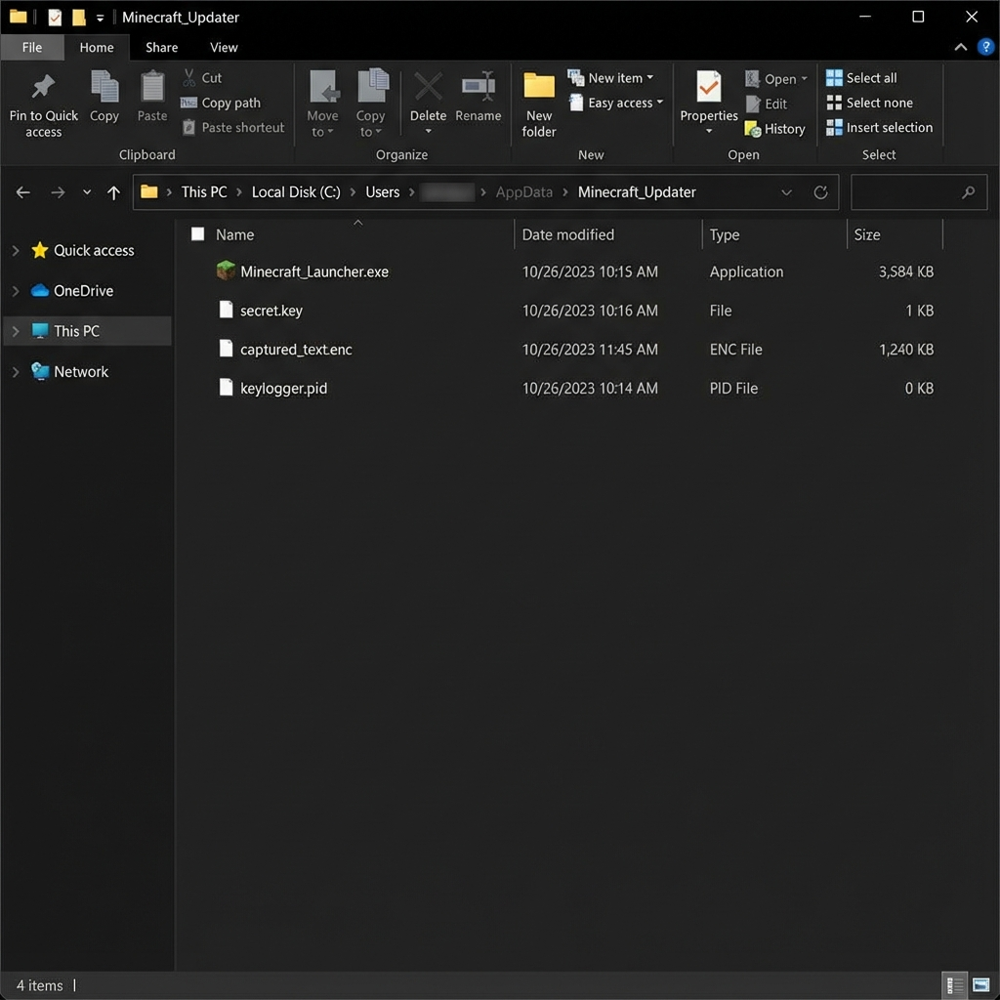 Minecraft_Updater
File Home Share View
Pin to Quick access
Copy
Paste
Cut
Copy path
Paste shortcut
Clipboard
Move to
Copy to
Delete
Rename
Organize
New folder
New item
Easy access
New
Properties
Open
Edit
History
Open
Select all
Select none
Insert selection
Select
This PC > Local Disk (C:) > Users > > AppData > Minecraft_Updater
Quick access
OneDrive
This PC
Network
Name Date modified Type Size
Minecraft_Launcher.exe 10/26/2023 10:15 AM Application 3,584 KB
secret.key 10/26/2023 10:16 AM File 1 KB
captured_text.enc 10/26/2023 11:45 AM ENC File 1,240 KB
keylogger.pid 10/26/2023 10:14 AM PID File 0 KB
4 items